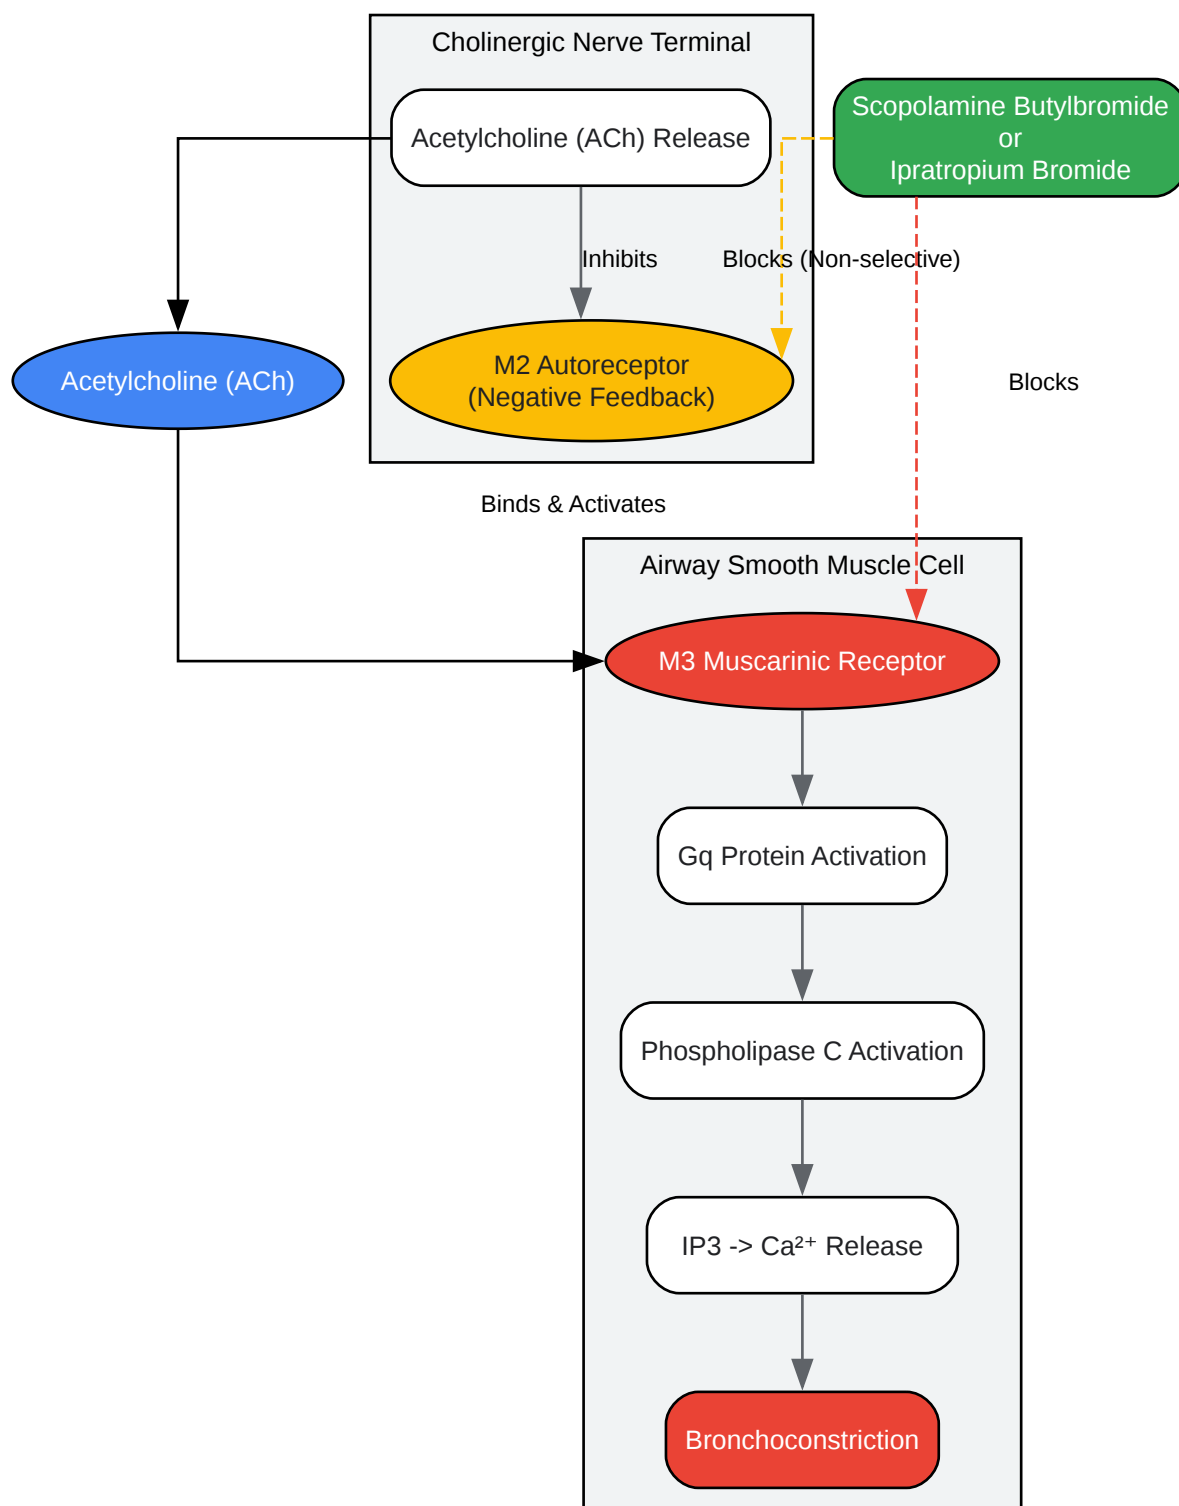 Cholinergic Nerve Terminal
Acetylcholine (ACh) Release
Scopolamine Butylbromide
or
Ipratropium Bromide
Inhibits
Blocks (Non-selective)
Acetylcholine (ACh)
M2 Autoreceptor
(Negative Feedback)
Blocks
Binds & Activates
Airway Smooth Muscle Cell
M3 Muscarinic Receptor
Gq Protein Activation
Phospholipase C Activation
IP3 -> Ca²⁺ Release
Bronchoconstriction